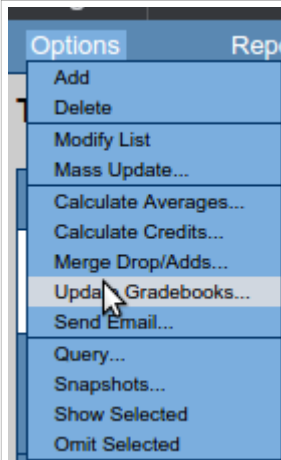 Options
Add
Delete
Modify List
Mass Update...
Calculate Averages...
Calculate Credits...
Merge Drop/Adds...
Update Gradebooks...
Send Email...
Query...
Snapshots...
Show Selected
Omit Selected